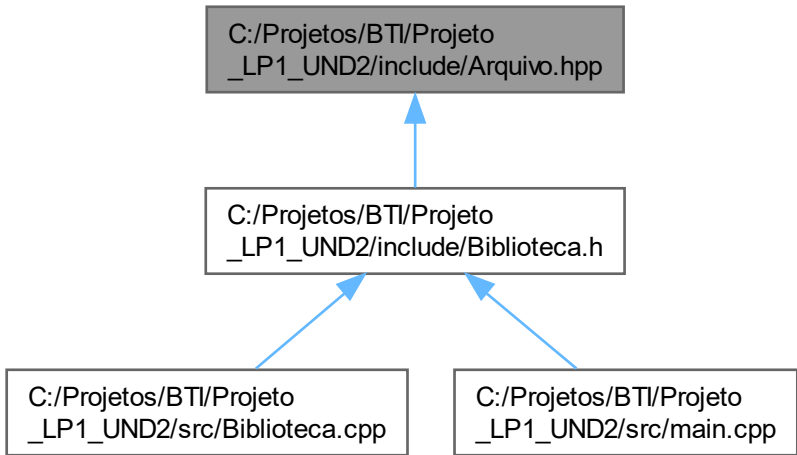 C:/Projetos/BTI/Projeto
_LP1_UND2/include/Arquivo.hpp
C:/Projetos/BTI/Projeto
_LP1_UND2/include/Biblioteca.h
C:/Projetos/BTI/Projeto
_LP1_UND2/src/Biblioteca.cpp
C:/Projetos/BTI/Projeto
_LP1_UND2/src/main.cpp